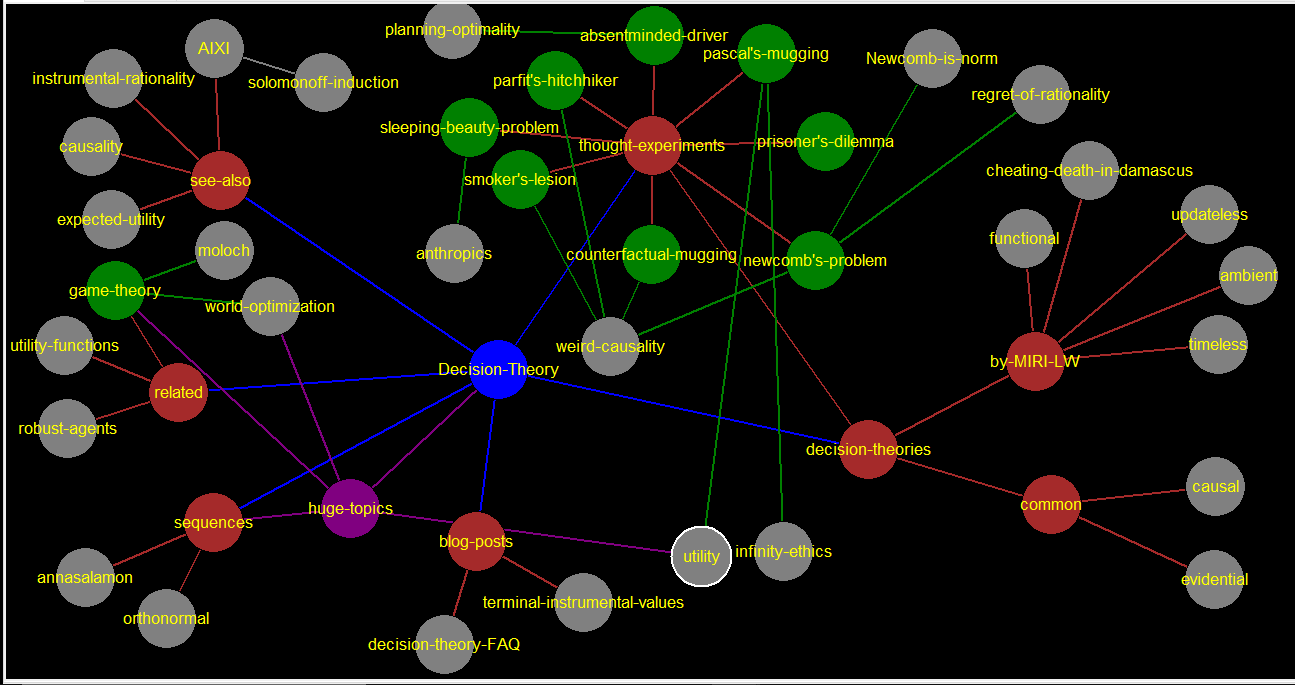 planning-optimality
absentminded-driver
AIXI
pascal's-mugging
Newcomb-is-norm
instrumental-rationality
solomonoff-induction
parfit's-hitchhiker
regret-of-rationality
sleeping-beauty-problem
causality
thought-experiments
prisoner's-dilemma
cheating-death-in-damascus
see-also
smoker's-lesion
expected-utility
updateless
functional
moloch
anthropics
counterfactual-mugging
newcomb's-problem
ambient
game-theory
world-optimization
utility-functions
weird-causality
timeless
by-MIRI-LW
Decision-Theory
related
robust-agents
decision-theories
causal
common
huge-topics
sequences
blog-posts
utility
infinity-ethics
annasalamon
evidential
terminal-instrumental-values
orthonormal
decision-theory-FAQ